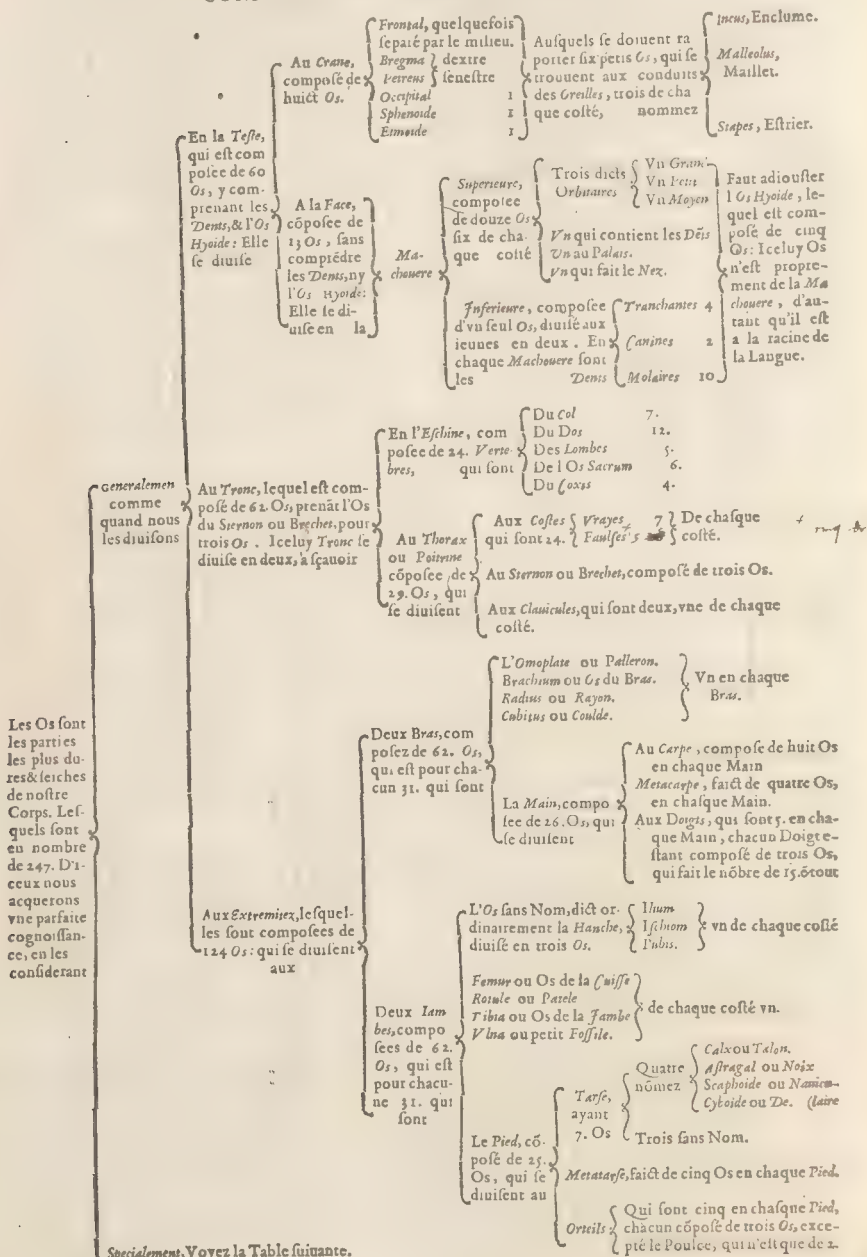 Les Os ſont
les parties
les plus du-
res & ſeiches
de noſtre
Corps. Leſ-
quels ſont
en nombre
de 247. D'i-
ceux nous
acquerons
vne parfaite
cognoiſſan-
ce, en les
conſiderant
Generalemen
comme
quand nous
les diuiſons
En la Teſte,
qui eſt com
poſee de 60
Os, y com-
prenant les
Dents, & l'Os
Hyoide: Elle
ſe diuiſe
Au Crane,
compoſé de
huict Os.
Frontal, quelquefois
ſepaié par le milieu.
Bregma
Petreus
dextre
ſeneſtre
Occipital 1
Sphenoide 1
Etmoide 1
Auſquels ſe doiuent ra
porter ſix petis Os, qui ſe
trouuent aux conduits
des Oreilles, trois de cha
que coſté, nommez
Incus, Enclume.
Malleolus,
Maillet.
Stapes, Eſtrier.
A la Face,
cōpoſée de
13 Os, ſans
comprēdre
les Dents, ny
l'Os Hyoide:
Elle ſe di-
uiſe en la
Ma-
chouere
Superieure,
compoſee
de douze Os
ſix de cha-
que coſté
Trois dicts
Orbitaires
Vn Grand
Vn Petit
Vn Moyen
Vn qui contient les Dēts
Vn au Palais.
Vn qui fait le Nez.
Inferieure, compoſee
d'vn ſeul Os, diuiſé aux
ieunes en deux. En
chaque Machouere ſont
les Dents
Tranchantes 4
Canines 2
Molaires 10
Faut adiouſter
l'Os Hyoide, le-
quel eſt com-
poſé de cinq
Os: Iceluy Os
n'eſt propre-
ment de la Ma
chouere, d'au-
tant qu'il eſt
a la racine de
la Langue.
Au Tronc, lequel eſt com-
poſé de 62. Os, prenāt l'Os
du Sternon ou Brechet, pour
trois Os. Iceluy Tronc ſe
diuiſe en deux, à ſçauoir
En l'Eſchine, com
poſee de 24. Verte
bres, qui ſont
Du Col 7.
Du Dos 12.
Des Lombes 5.
De l'Os Sacrum 6.
Du Coxis 4.
Au Thorax
ou Poitrine
cōpoſee de
29. Os, qui
ſe diuiſent
Aux Coſtes
qui ſont 24.
Vrayes 7
Faulſes 5
De chaſque
coſté.
Au Sternon ou Brechet, compoſé de trois Os.
Aux Clauicules, qui ſont deux, vne de chaque
coſté.
Aux Extremitez, leſquel-
les ſont compoſees de
124 Os: qui ſe diuiſent
aux
Deux Bras, com
poſez de 62. Os,
qui eſt pour cha-
cun 31. qui ſont
L'Omoplate ou Palleron.
Brachium ou Os du Bras.
Radius ou Rayon.
Cubitus ou Coulde.
Vn en chaque
Bras.
La Main, compo
ſee de 26. Os, qui
ſe diuiſent
Au Carpe, compoſe de huit Os
en chaque Main
Metacarpe, faict de quatre Os,
en chaſque Main.
Aux Doigts, qui ſont 5. en cha-
que Main, chacun Doigt e-
ſtant compoſé de trois Os,
qui fait le nōbre de 15. ē tout
Deux Iam
bes, compo
ſees de 62.
Os, qui eſt
pour chacu-
ne 31. qui
ſont
L'Os ſans Nom, dict or-
dinairement la Hanche,
diuiſé en trois Os.
Ilium
Iſchiom
Pubis.
vn de chaque coſté
Femur ou Os de la Cuiſſe
Rotule ou Patele
Tibia ou Os de la Jambe
Vlna ou petit Foſſile.
de chaque coſté vn.
Le Pied, cō-
poſé de 25.
Os, qui ſe
diuiſent au
Tarſe,
ayant
7. Os
Quatre
nōmez
Calx ou Talon.
Aſtragal ou Noix
Scaphoide ou Nauicu-
Cyboide ou De. (laire
Trois ſans Nom.
Metatarſe, faict de cinq Os en chaque Pied.
Orteils
Qui ſont cinq en chaſque Pied,
chacun cōpoſé de trois Os, exce-
pté le Poulce, qui n'eſt que de 2.
Specialement, Voyez la Table ſuiuante.